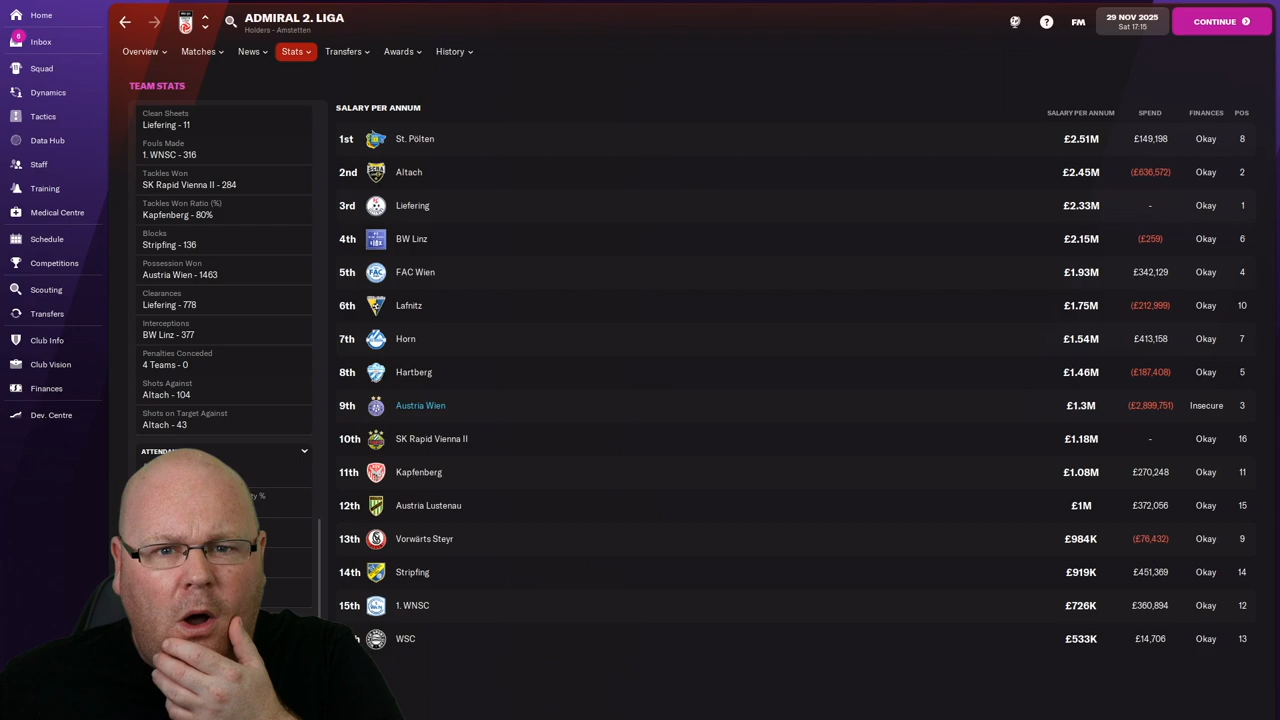 Home
6
Inbox
Squad
Dynamics
Tactics
Data Hub
Staff
Training
Medical Centre
Schedule
Competitions
Scouting
Transfers
Club Info
Club Vision
Finances
Dev. Centre
ADMIRAL 2. LIGA
Holders - Amstetten
FM
29 NOV 2025
Sat 17:15
CONTINUE
Overview
Matches
News
Stats
Transfers
Awards
History
TEAM STATS
Clean Sheets
Liefering - 11
Fouls Made
1. WNSC - 316
Tackles Won
SK Rapid Vienna II - 284
Tackles Won Ratio (%)
Kapfenberg - 80%
Blocks
Stripfing - 136
Possession Won
Austria Wien - 1463
Clearances
Liefering - 778
Interceptions
BW Linz - 377
Penalties Conceded
4 Teams - 0
Shots Against
Altach - 104
Shots on Target Against
Altach - 43
SALARY PER ANNUM
SALARY PER ANNUM SPEND FINANCES POS
1st St. Pölten £2.51M £149,198 Okay 8
2nd Altach £2.45M (£636,572) Okay 2
3rd Liefering £2.33M - Okay 1
4th BW Linz £2.15M (£259) Okay 6
5th FAC Wien £1.93M £342,129 Okay 4
6th Lafnitz £1.75M (£212,999) Okay 10
7th Horn £1.54M £413,158 Okay 7
8th Hartberg £1.46M (£187,408) Okay 5
9th Austria Wien £1.3M (£2,899,751) Insecure 3
10th SK Rapid Vienna II £1.18M - Okay 16
11th Kapfenberg £1.08M £270,248 Okay 11
12th Austria Lustenau £1M £372,056 Okay 15
13th Vorwärts Steyr £984K (£76,432) Okay 9
14th Stripfing £919K £451,369 Okay 14
15th 1. WNSC £726K £360,894 Okay 12
WSC £533K £14,706 Okay 13